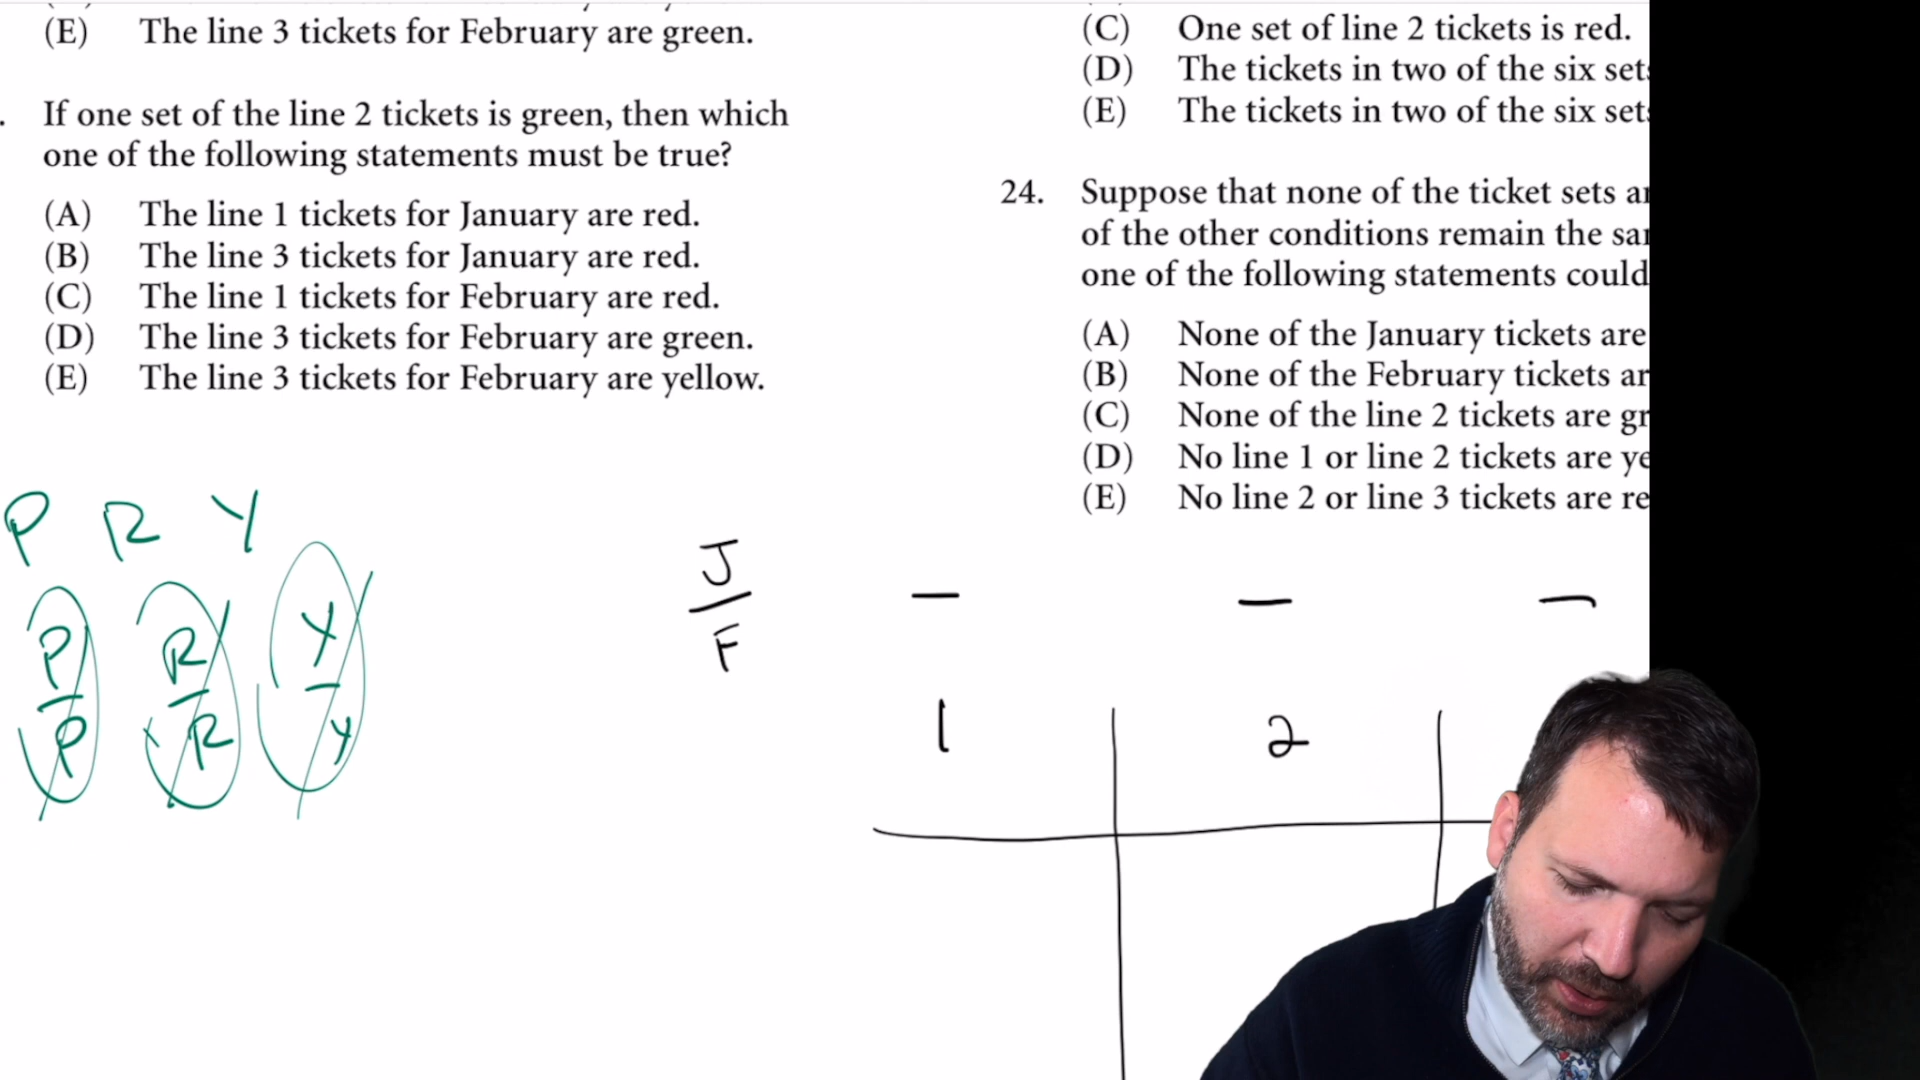 (E) The line 3 tickets for February are green.
. If one set of the line 2 tickets is green, then which
one of the following statements must be true?
(A) The line 1 tickets for January are red.
(B) The line 3 tickets for January are red.
(C) The line 1 tickets for February are red.
(D) The line 3 tickets for February are green.
(E) The line 3 tickets for February are yellow.
(C) One set of line 2 tickets is red.
(D) The tickets in two of the six
(E) The tickets in two of the six
24. Suppose that none of the ticket sets
of the other conditions remain the
one of the following statements could
(A) None of the January tickets are
(B) None of the February tickets
(C) None of the line 2 tickets are
(D) No line 1 or line 2 tickets are
(E) No line 2 or line 3 tickets are
P R Y
P R Y
P R Y
J
F
1 2